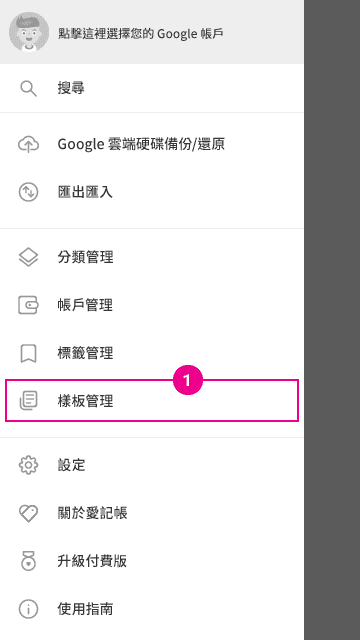 點擊這裡選擇您的 Google 帳戶
搜尋
Google 雲端硬碟備份/還原
匯出匯入
分類管理
帳戶管理
標籤管理
1
樣板管理
設定
關於愛記帳
升級付費版
使用指南